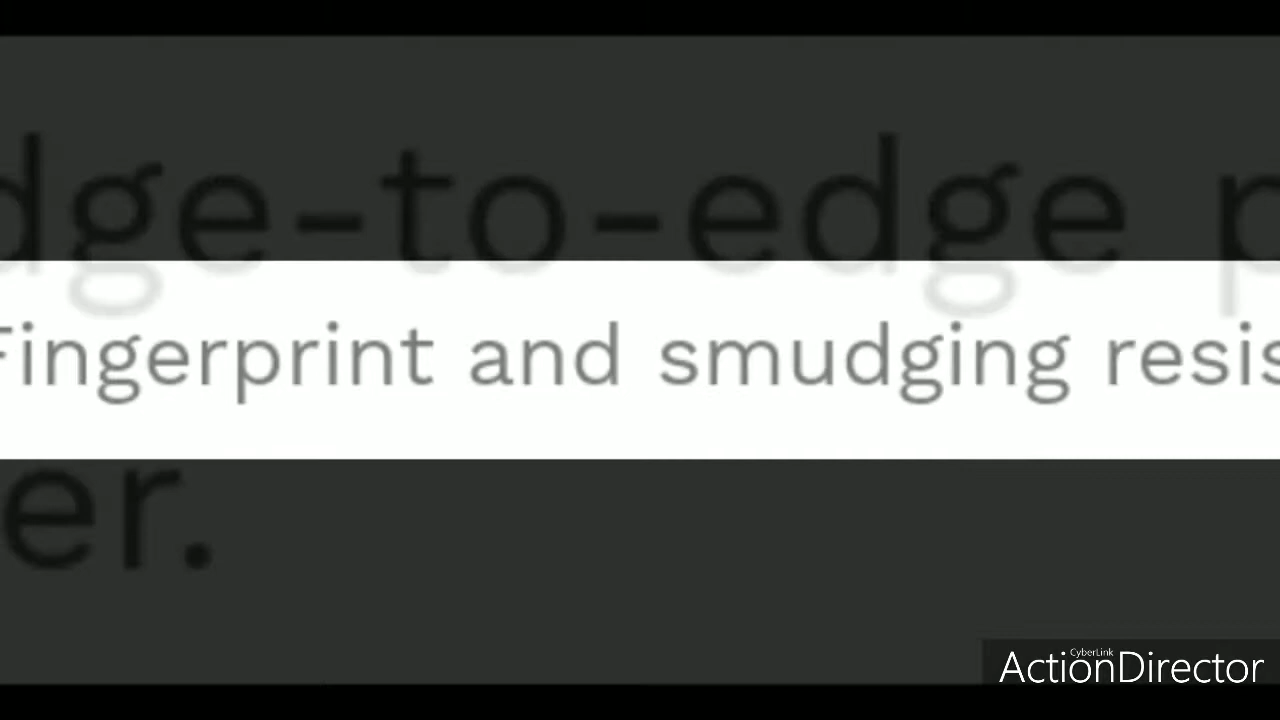 dge-to-edge p
Fingerprint and smudging resis
er.
CyberLink
ActionDirector